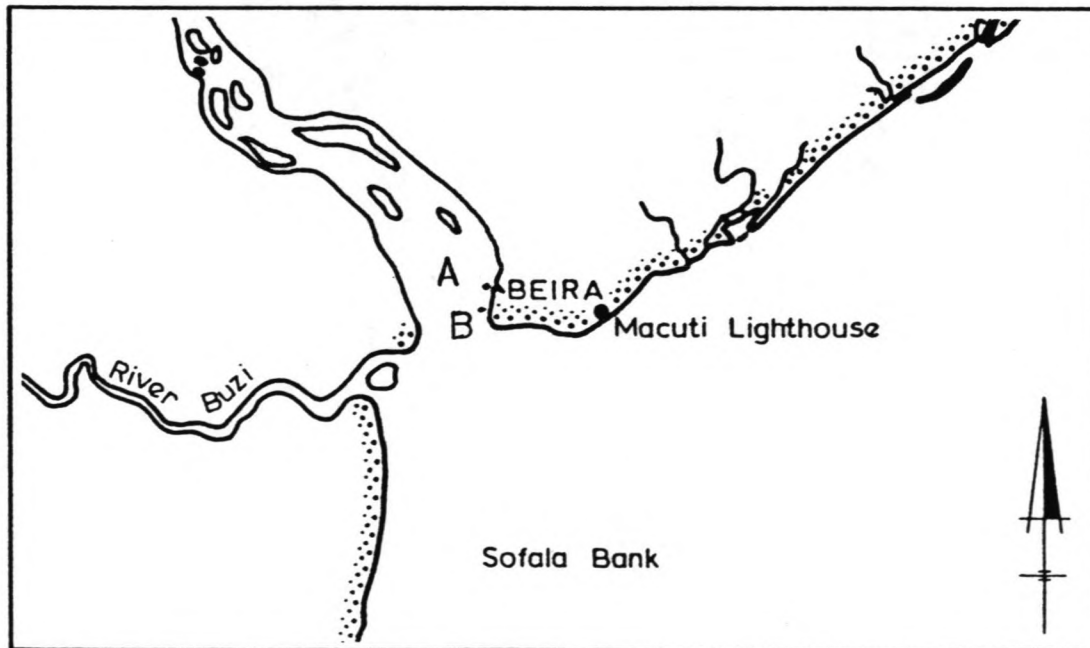 A
BEIRA
B
Macuti Lighthouse
River Buzi
Sofala Bank